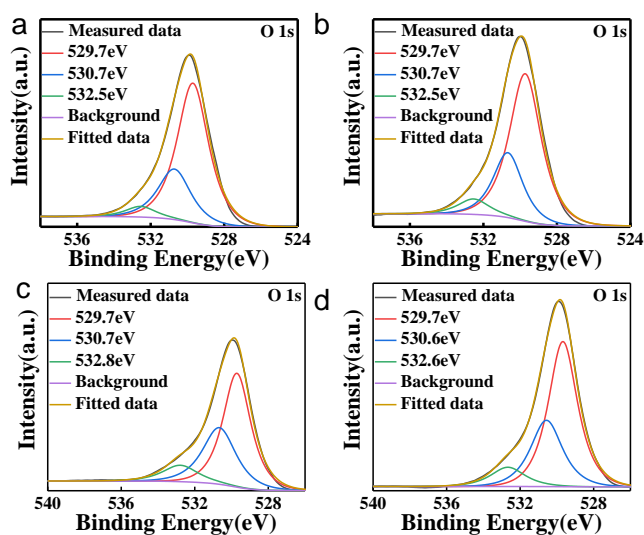 a
O 1s
Measured data
529.7eV
530.7eV
532.5eV
Background
Fitted data
Intensity(a.u.)
536
532
528
524
Binding Energy(eV)
b
O 1s
Measured data
529.7eV
530.7eV
532.5eV
Background
Fitted data
Intensity(a.u.)
536
532
528
524
Binding Energy(eV)
c
O 1s
Measured data
529.7eV
530.7eV
532.8eV
Background
Fitted data
Intensity(a.u.)
540
536
532
528
Binding Energy(eV)
d
O 1s
Measured data
529.7eV
530.6eV
532.6eV
Background
Fitted data
Intensity(a.u.)
540
536
532
528
Binding Energy(eV)